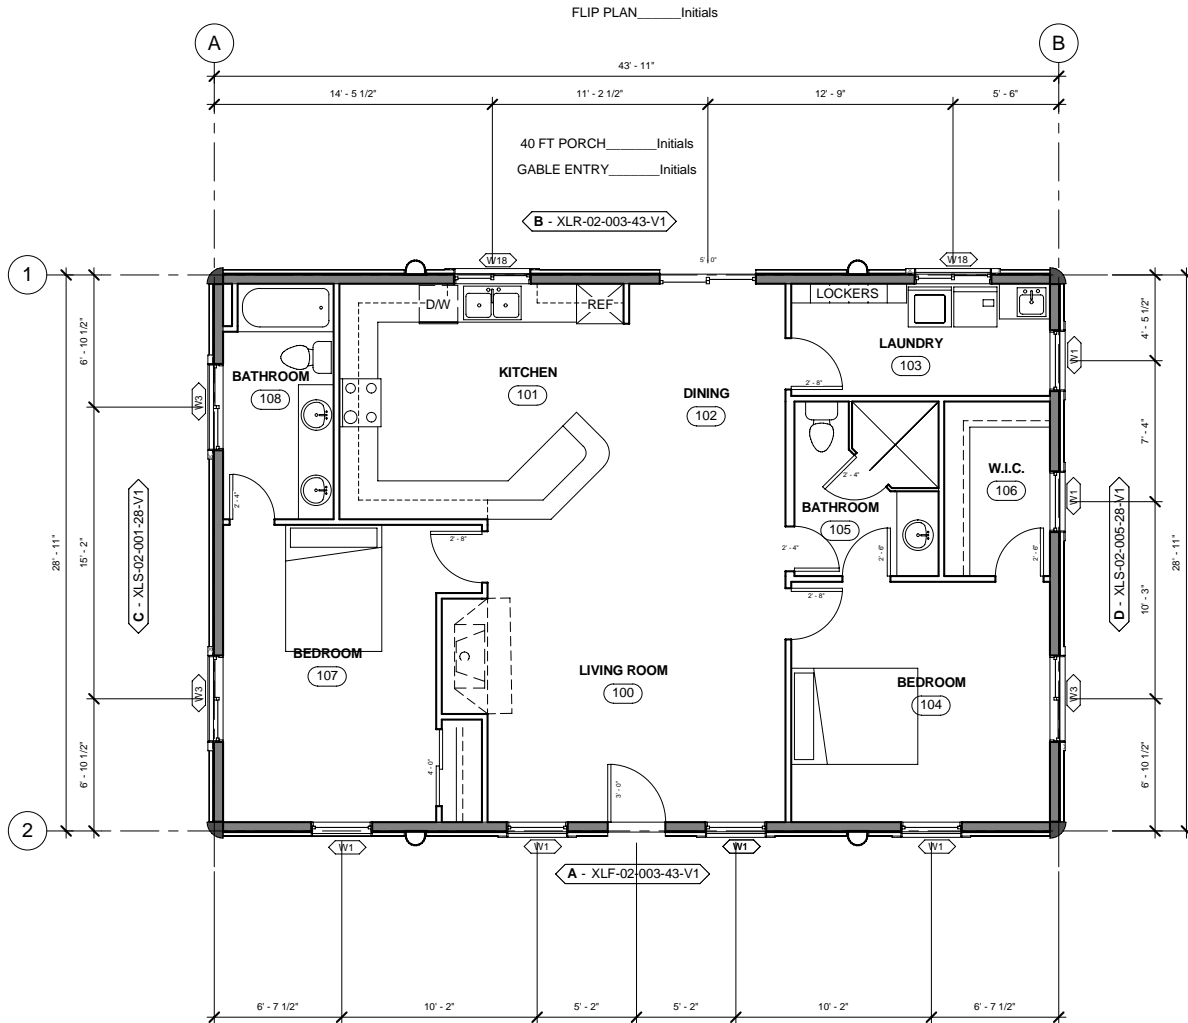 FLIP PLAN______Initials
A
B
43' - 11"
14' - 5 1/2"
11' - 2 1/2"
12' - 9"
5' - 6"
40 FT PORCH_______Initials
GABLE ENTRY_______Initials
B - XLR-02-003-43-V1
1
W18
5' - 0"
W18
D/W
REF
LOCKERS
6' - 10 1/2"
4' - 5 1/2"
LAUNDRY
103
W1
KITCHEN
101
BATHROOM
108
2' - 8"
DINING
102
W3
7' - 4"
2' - 4"
W.I.C.
106
W1
2' - 4"
BATHROOM
105
C - XLS-02-001-28-V1
D - XLS-02-005-28-V1
2' - 8"
2' - 4"
2' - 6"
2' - 6"
28' - 11"
15' - 2"
10' - 3"
28' - 11"
2' - 8"
BEDROOM
107
LIVING ROOM
100
BEDROOM
104
W3
W3
6' - 10 1/2"
6' - 10 1/2"
4' - 0"
3' - 0"
2
W1
W1
W1
W1
A - XLF-02-003-43-V1
6' - 7 1/2"
10' - 2"
5' - 2"
5' - 2"
10' - 2"
6' - 7 1/2"